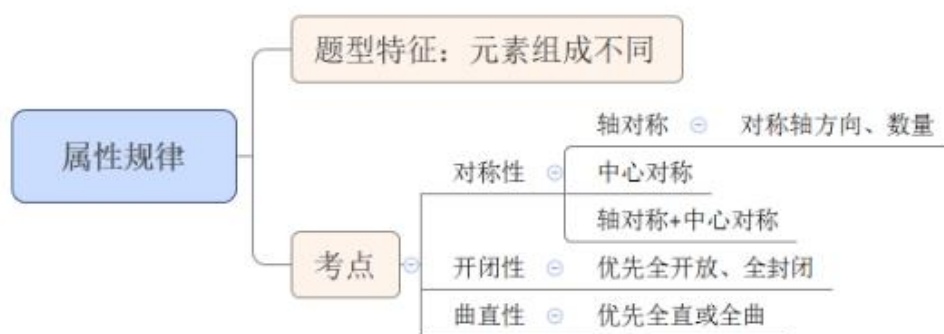 题型特征：元素组成不同
属性规律
轴对称 对称轴方向、数量
对称性 中心对称
轴对称+中心对称
考点
开闭性 优先全开放、全封闭
曲直性 优先全直或全曲